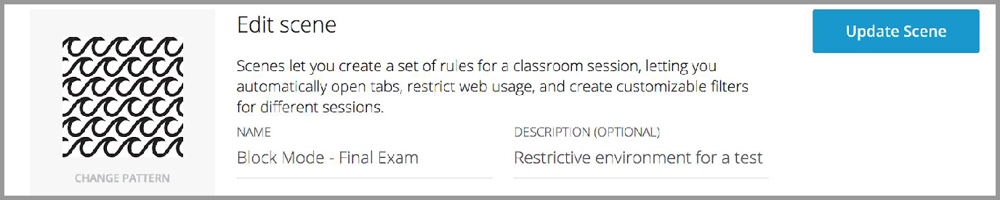 Edit scene
Update Scene
Scenes let you create a set of rules for a classroom session, letting you
automatically open tabs, restrict web usage, and create customizable filters
for different sessions.
NAME
DESCRIPTION (OPTIONAL)
Block Mode - Final Exam
Restrictive environment for a test
CHANGE PATTERN